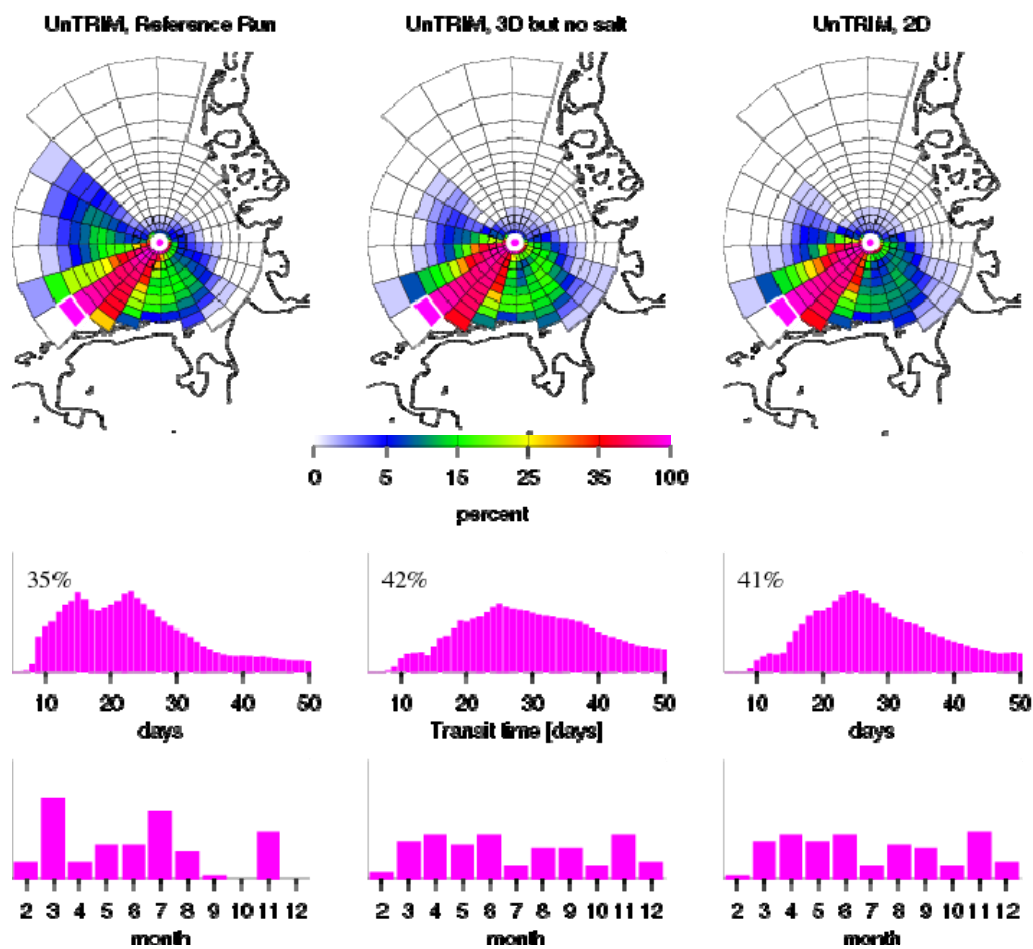 UnTRIM, Reference Run UnTRIM, 3D but no salt UnTRIM, 2D
0 5 15 25 35 100
percent
35% 42% 41%
10 20 30 40 50 10 20 30 40 50 10 20 30 40 50
days Transit time [days] days
2 3 4 5 6 7 8 9 10 11 12 2 3 4 5 6 7 8 9 10 11 12 2 3 4 5 6 7 8 9 10 11 12
month month month